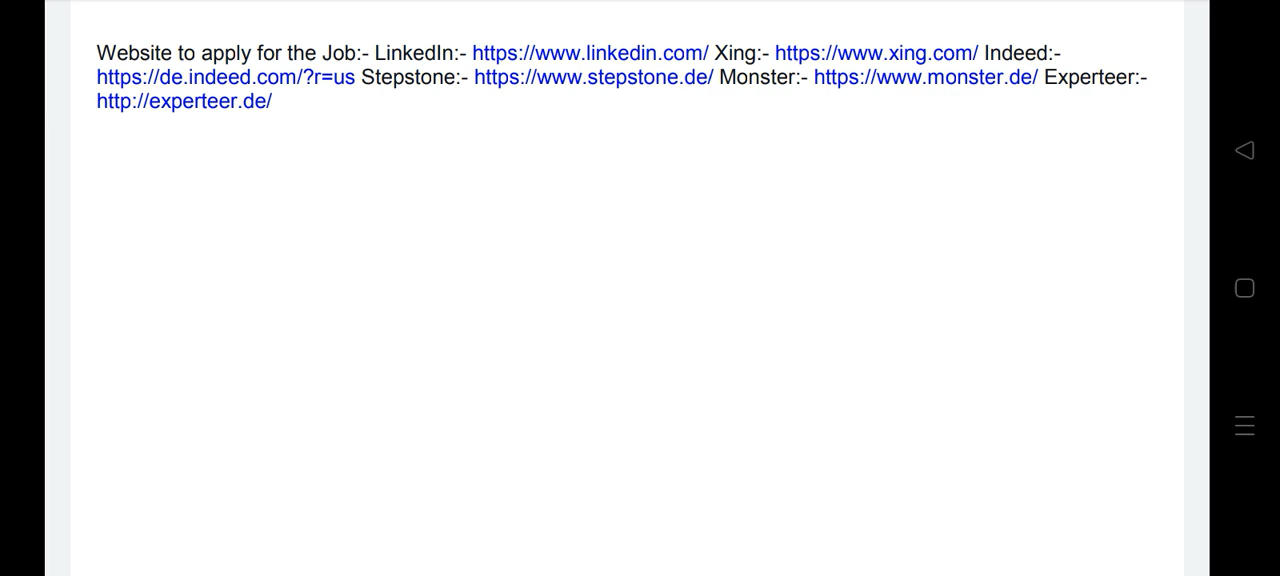 Website to apply for the Job:- LinkedIn:- https://www.linkedin.com/ Xing:- https://www.xing.com/ Indeed:-
https://de.indeed.com/?r=us Stepstone:- https://www.stepstone.de/ Monster:- https://www.monster.de/ Experteer:-
http://experteer.de/